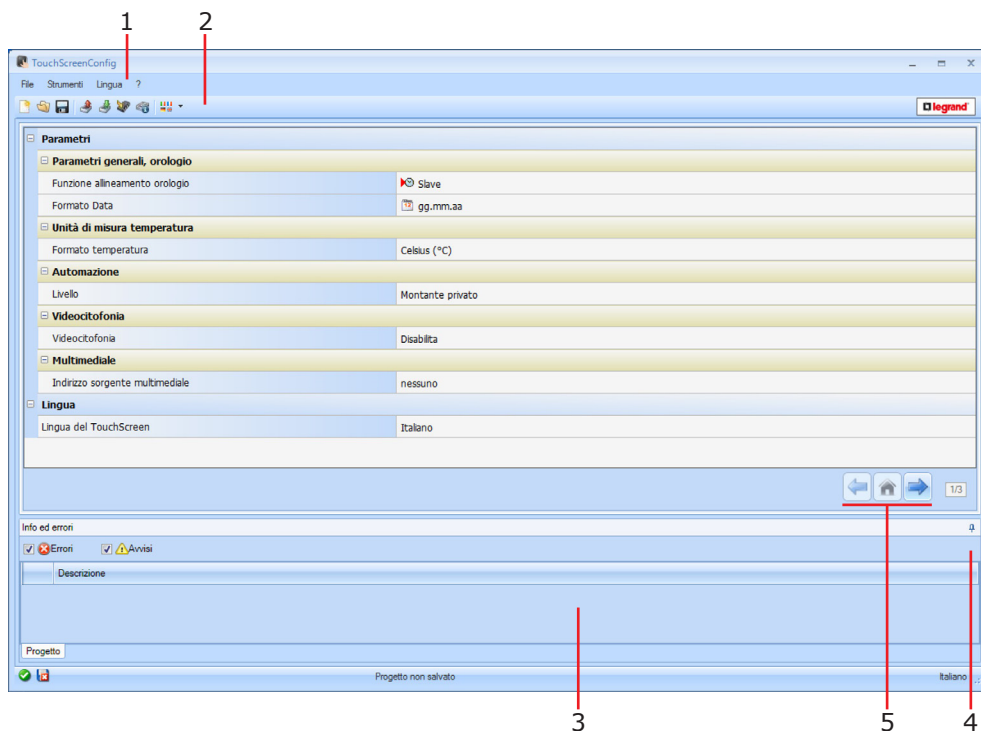 1 2
TouchScreenConfig
File Strumenti Lingua ?
legrand
Parametri
Parametri generali, orologio
Funzione allineamento orologio Slave
Formato Data gg.mm.aa
Unità di misura temperatura
Formato temperatura Celsius (°C)
Automazione
Livello Montante privato
Videocitofonia
Videocitofonia Disabilita
Multimediale
Indirizzo sorgente multimediale nessuno
Lingua
Lingua del TouchScreen Italiano
1/3
Info ed errori
Errori Avvisi
Descrizione
Progetto
Progetto non salvato Italiano
3 5 4